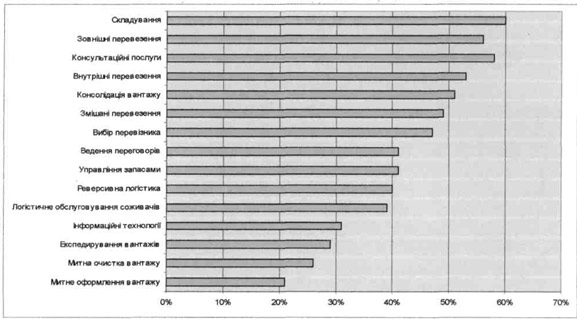 Складування
Зовнішні перевезення
Консультаційні послуги
Внутрішні перевезення
Консолідація вантажу
Змішані перевезення
Вибір перевізника
Ведення переговорів
Управління запасами
Реверсивна логістика
Логістичне обслуговування соживачів
Інформаційні технології
Експедирування вантажів
Митна очистка вантажу
Митне оформлення вантажу
0% 10% 20% 30% 40% 50% 60% 70%